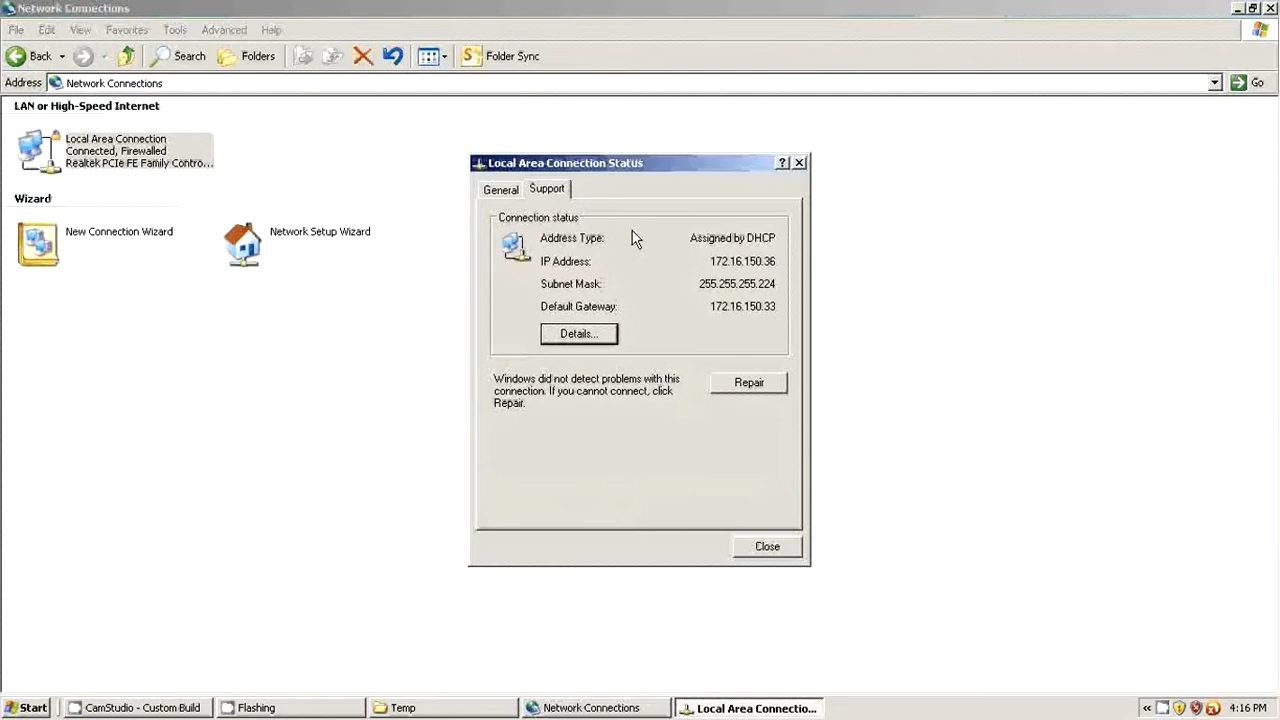 Network Connections
File Edit View Favorites Tools Advanced Help
Back Search Folders Folder Sync
Address Network Connections Go
LAN or High-Speed Internet
Local Area Connection
Connected, Firewalled
Realtek PCIe FE Family Contro...
Wizard
New Connection Wizard Network Setup Wizard
Local Area Connection Status
General Support
Connection status
Address Type: Assigned by DHCP
IP Address: 172.16.150.36
Subnet Mask: 255.255.255.224
Default Gateway: 172.16.150.33
Details...
Windows did not detect problems with this
connection. If you cannot connect, click
Repair.
Repair
Close
Start CamStudio - Custom Build Flashing Temp Network Connections Local Area Connectio... 4:16 PM